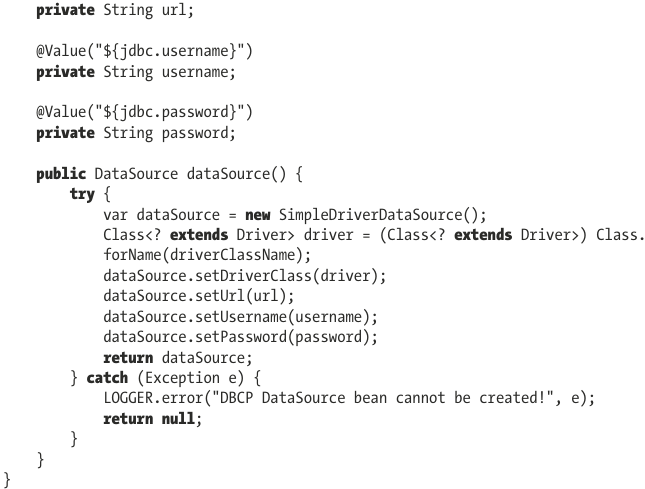 private String url;

    @Value("${jdbc.username}")
    private String username;

    @Value("${jdbc.password}")
    private String password;

    public DataSource dataSource() {
        try {
            var dataSource = new SimpleDriverDataSource();
            Class<? extends Driver> driver = (Class<? extends Driver>) Class.
            forName(driverClassName);
            dataSource.setDriverClass(driver);
            dataSource.setUrl(url);
            dataSource.setUsername(username);
            dataSource.setPassword(password);
            return dataSource;
        } catch (Exception e) {
            LOGGER.error("DBCP DataSource bean cannot be created!", e);
            return null;
        }
    }
}